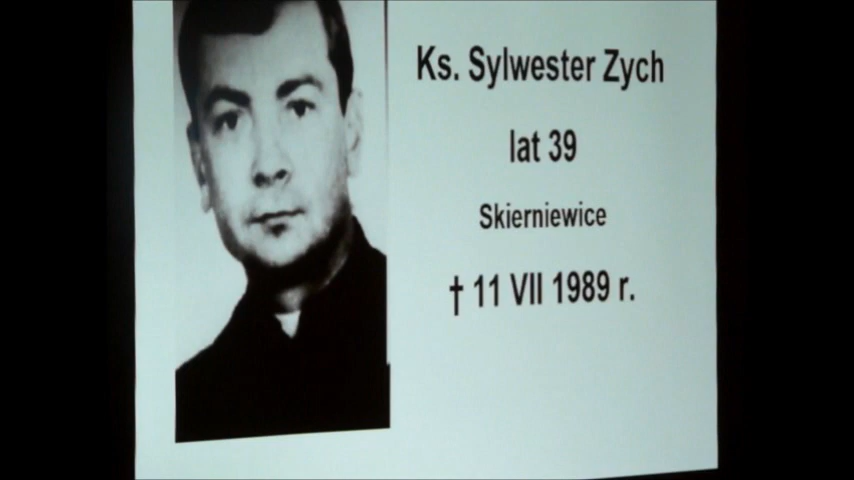 Ks. Sylwester Zych
lat 39
Skierniewice
† 11 VII 1989 r.